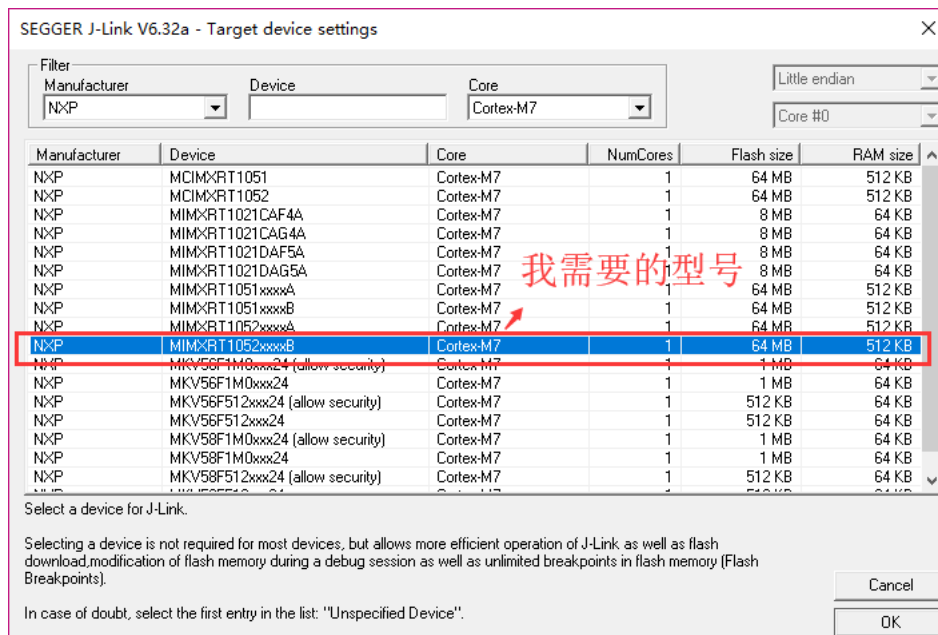 SEGGER J-Link V6.32a - Target device settings
Filter
Manufacturer Device Core
NXP Cortex-M7
Little endian
Core #0
Manufacturer Device Core NumCores Flash size RAM size
NXP MCIMXRT1051 Cortex-M7 1 64 MB 512 KB
NXP MCIMXRT1052 Cortex-M7 1 64 MB 512 KB
NXP MIMXRT1021CAF4A Cortex-M7 1 8 MB 64 KB
NXP MIMXRT1021CAG4A Cortex-M7 1 8 MB 64 KB
NXP MIMXRT1021DAF5A Cortex-M7 1 8 MB 64 KB
NXP MIMXRT1021DAG5A Cortex-M7 1 8 MB 64 KB
我需要的型号
NXP MIMXRT1051xxxxA Cortex-M7 1 64 MB 512 KB
NXP MIMXRT1051xxxxB Cortex-M7 1 64 MB 512 KB
NXP MIMXRT1052xxxxA Cortex-M7 1 64 MB 512 KB
NXP MIMXRT1052xxxxB Cortex-M7 1 64 MB 512 KB
NXP MKV56F1M0xxx24 (allow security) Cortex-M7 1 1 MB 64 KB
NXP MKV56F1M0xxx24 Cortex-M7 1 1 MB 64 KB
NXP MKV56F512xxx24 (allow security) Cortex-M7 1 512 KB 64 KB
NXP MKV56F512xxx24 Cortex-M7 1 512 KB 64 KB
NXP MKV58F1M0xxx24 (allow security) Cortex-M7 1 1 MB 64 KB
NXP MKV58F1M0xxx24 Cortex-M7 1 1 MB 64 KB
NXP MKV58F512xxx24 (allow security) Cortex-M7 1 512 KB 64 KB
Select a device for J-Link.
Selecting a device is not required for most devices, but allows more efficient operation of J-Link as well as flash
download,modification of flash memory during a debug session as well as unlimited breakpoints in flash memory (Flash
Breakpoints).
In case of doubt, select the first entry in the list: "Unspecified Device".
Cancel
OK